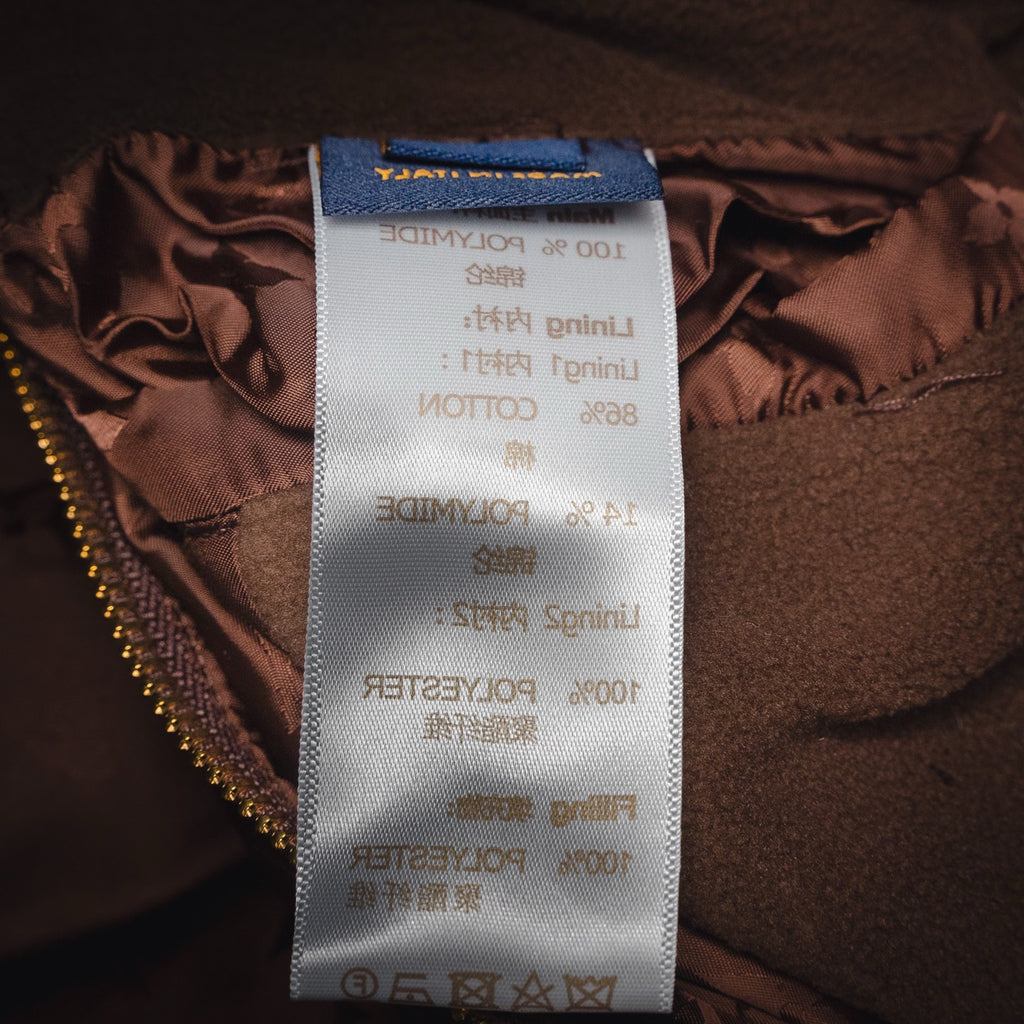 MADE IN ITALY
Main
100 % POLYMIDE
锦纶
Lining 内衬:
Lining1 内衬1:
86% COTTON
棉
14 % POLYMIDE
锦纶
Lining2 内衬2:
100% POLYESTER
聚酯纤维
Filling
100% POLYESTER
聚酯纤维
F